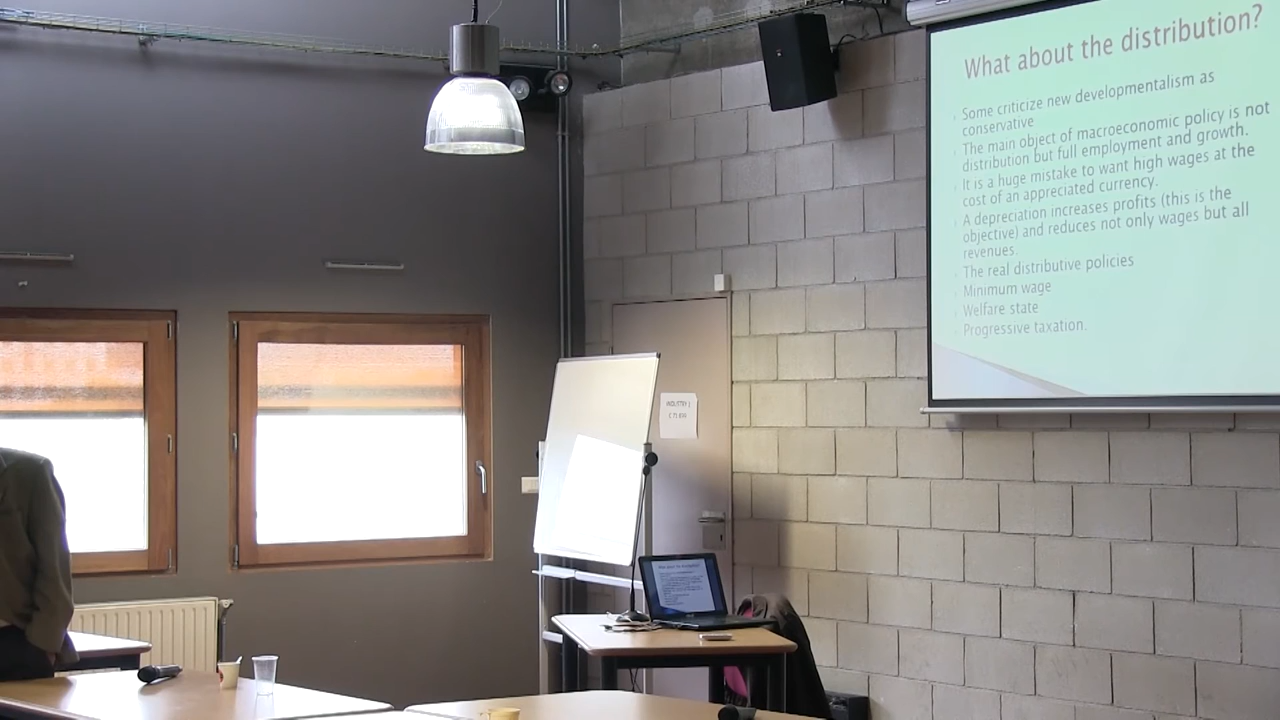 What about the distribution?
Some criticize new developmentalism as
conservative
The main object of macroeconomic policy is not
distribution but full employment and growth.
It is a huge mistake to want high wages at the
cost of an appreciated currency.
A depreciation increases profits (this is the
objective) and reduces not only wages but all
revenues.
The real distributive policies
Minimum wage
Welfare state
Progressive taxation.